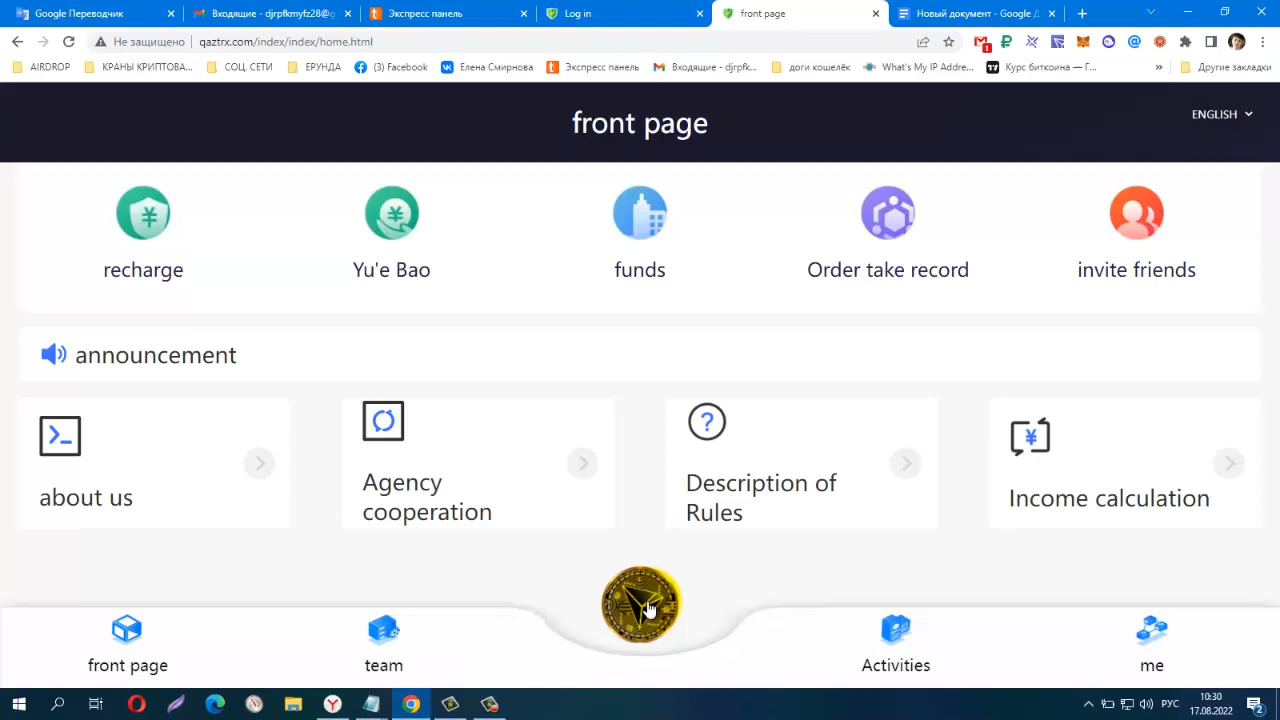 Google Переводчик
Входящие - djrpfkmyfz28@g
Экспресс панель
Log in
front page
Новый документ - Google Д
Не защищено
qaztrx.com/index/index/home.html
AIRDROP
КРАНЫ КРИПТОВА...
СОЦ. СЕТИ
ЕРУНДА
(3) Facebook
Елена Смирнова
Экспресс панель
Входящие - djrpfk...
доги кошелёк
What's My IP Addre...
Курс биткоина — Г...
»
Другие закладки
front page
ENGLISH
recharge
Yu'e Bao
funds
Order take record
invite friends
announcement
about us
Agency
cooperation
Description of
Rules
Income calculation
front page
team
Activities
me
РУС
10:30
17.08.2022
2